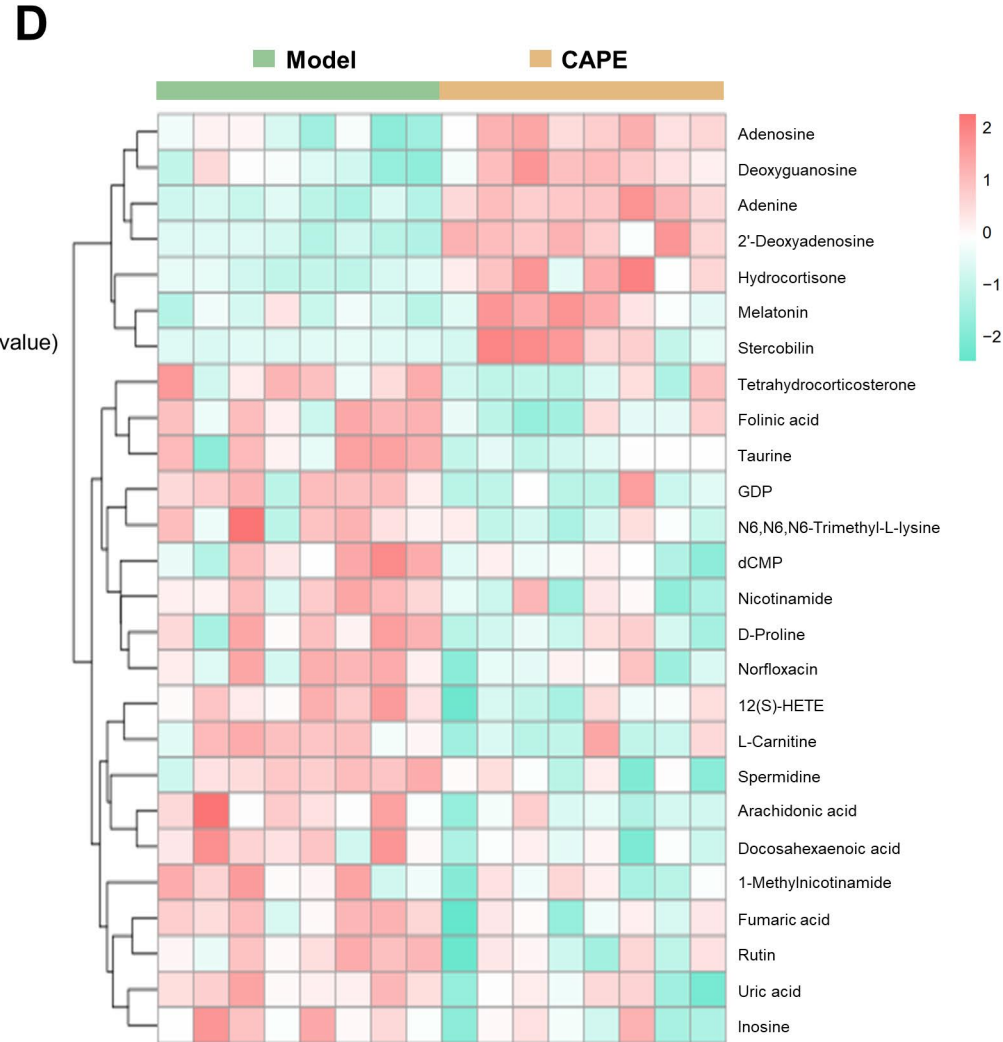 D
Model CAPE
Adenosine
Deoxyguanosine
Adenine
2'-Deoxyadenosine
Hydrocortisone
Melatonin
Stercobilin
Tetrahydrocorticosterone
Folinic acid
Taurine
GDP
N6,N6,N6-Trimethyl-L-lysine
dCMP
Nicotinamide
D-Proline
Norfloxacin
12(S)-HETE
L-Carnitine
Spermidine
Arachidonic acid
Docosahexaenoic acid
1-Methylnicotinamide
Fumaric acid
Rutin
Uric acid
Inosine
2
1
0
−1
−2
value)